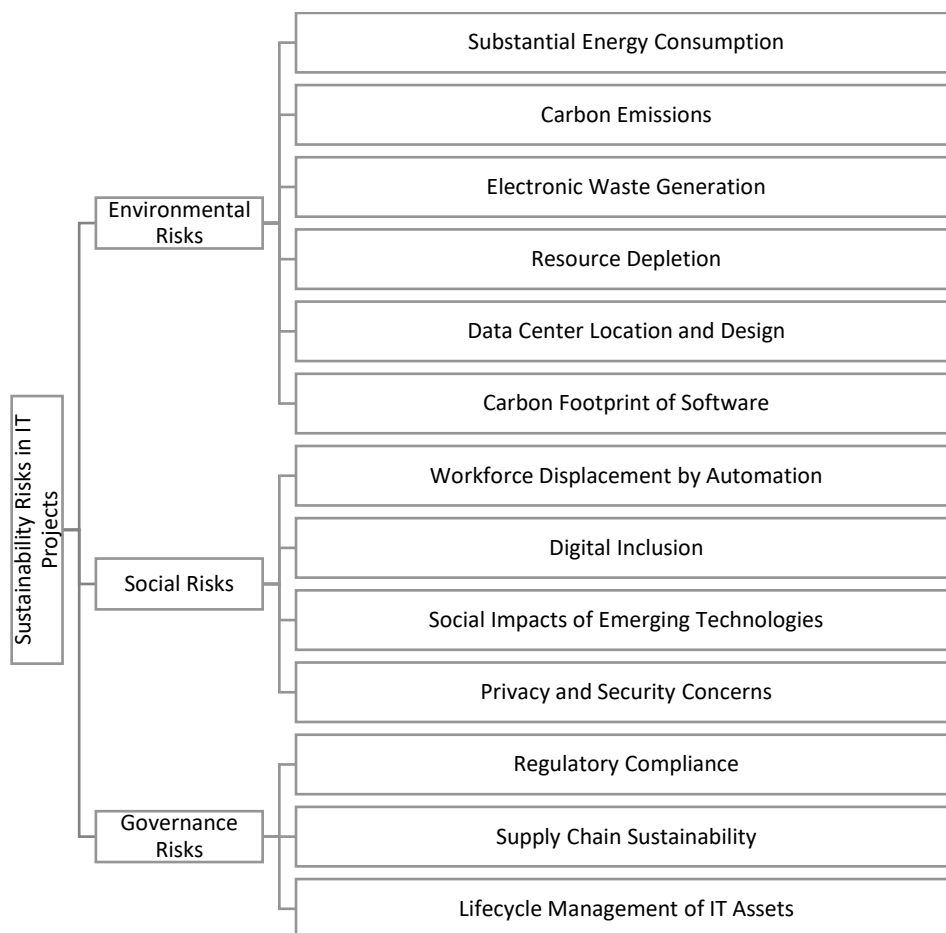 Sustainability Risks in IT
Projects
Environmental
Risks
Substantial Energy Consumption
Carbon Emissions
Electronic Waste Generation
Resource Depletion
Data Center Location and Design
Carbon Footprint of Software
Social Risks
Workforce Displacement by Automation
Digital Inclusion
Social Impacts of Emerging Technologies
Privacy and Security Concerns
Governance
Risks
Regulatory Compliance
Supply Chain Sustainability
Lifecycle Management of IT Assets